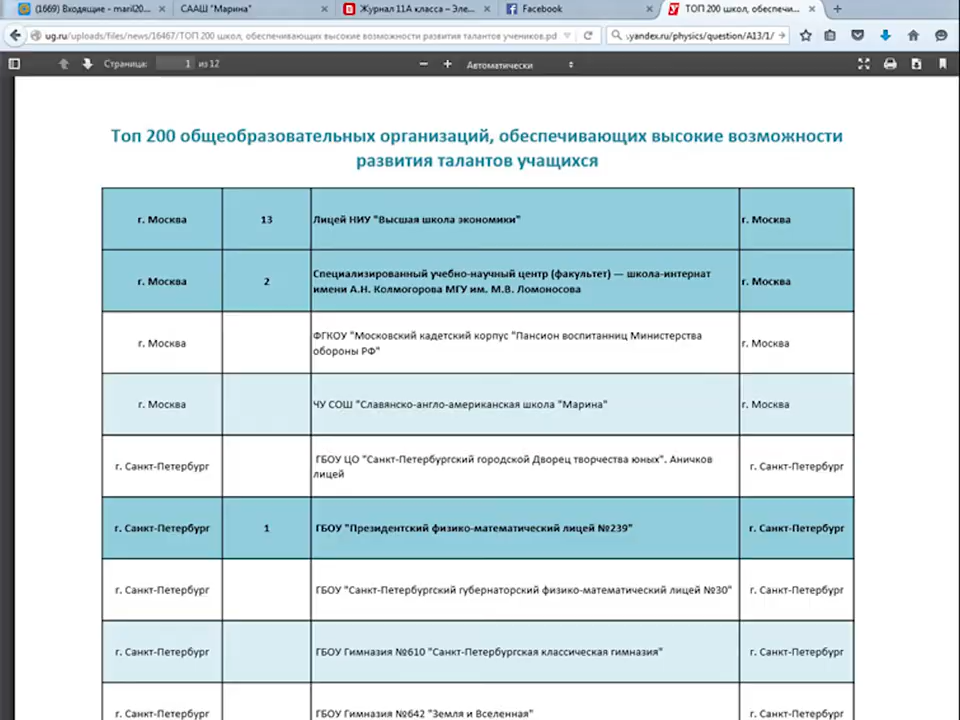 (1669) Входящие - maril20...
СААШ "Марина"
Журнал 11А класса – Эле...
Facebook
ТОП 200 школ, обеспечи...
ug.ru/uploads/files/news/16467/ТОП 200 школ, обеспечивающих высокие возможности развития талантов учеников.pd
.yandex.ru/physics/question/A13/1/
Страница: 1 из 12
Автоматически
Топ 200 общеобразовательных организаций, обеспечивающих высокие возможности
развития талантов учащихся
г. Москва 13 Лицей НИУ "Высшая школа экономики" г. Москва
Специализированный учебно-научный центр (факультет) — школа-интернат
г. Москва 2 имени А.Н. Колмогорова МГУ им. М.В. Ломоносова г. Москва
ФГКОУ "Московский кадетский корпус "Пансион воспитанниц Министерства
г. Москва обороны РФ" г. Москва
г. Москва ЧУ СОШ "Славянско-англо-американская школа "Марина" г. Москва
ГБОУ ЦО "Санкт-Петербургский городской Дворец творчества юных". Аничков
г. Санкт-Петербург лицей г. Санкт-Петербург
г. Санкт-Петербург 1 ГБОУ "Президентский физико-математический лицей №239" г. Санкт-Петербург
г. Санкт-Петербург ГБОУ "Санкт-Петербургский губернаторский физико-математический лицей №30" г. Санкт-Петербург
г. Санкт-Петербург ГБОУ Гимназия №610 "Санкт-Петербургская классическая гимназия" г. Санкт-Петербург
г. Санкт-Петербург ГБОУ Гимназия №642 "Земля и Вселенная" г. Санкт-Петербург